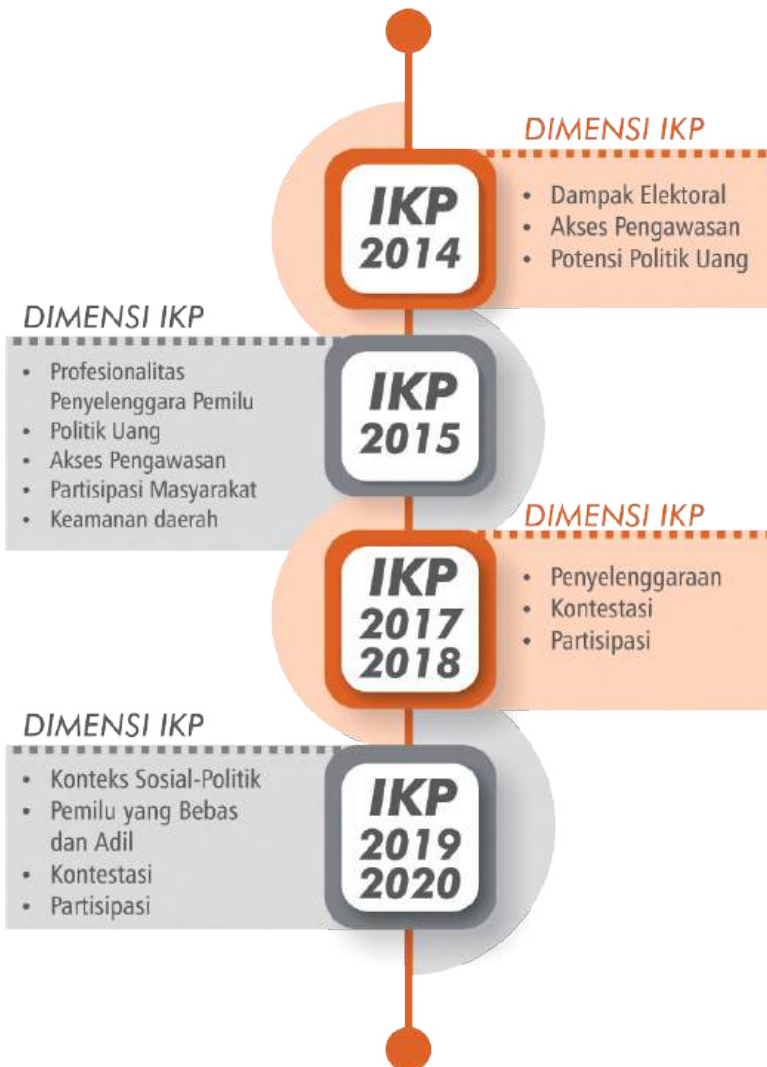 DIMENSI IKP
IKP
2014
• Dampak Elektoral
• Akses Pengawasan
• Potensi Politik Uang
DIMENSI IKP
• Profesionalitas
Penyelenggara Pemilu
• Politik Uang
• Akses Pengawasan
• Partisipasi Masyarakat
• Keamanan daerah
IKP
2015
DIMENSI IKP
IKP
2017
2018
• Penyelenggaraan
• Kontestasi
• Partisipasi
DIMENSI IKP
• Konteks Sosial-Politik
• Pemilu yang Bebas
dan Adil
• Kontestasi
• Partisipasi
IKP
2019
2020